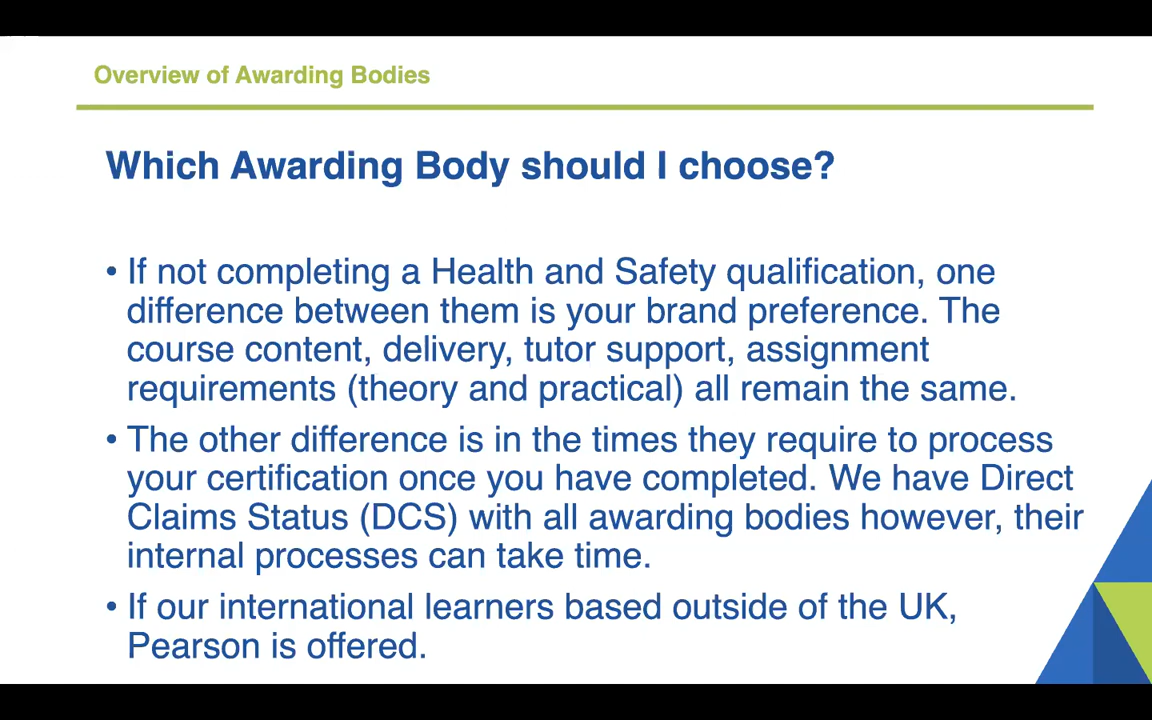 Overview of Awarding Bodies
Which Awarding Body should I choose?
• If not completing a Health and Safety qualification, one
difference between them is your brand preference. The
course content, delivery, tutor support, assignment
requirements (theory and practical) all remain the same.
• The other difference is in the times they require to process
your certification once you have completed. We have Direct
Claims Status (DCS) with all awarding bodies however, their
internal processes can take time.
• If our international learners based outside of the UK,
Pearson is offered.